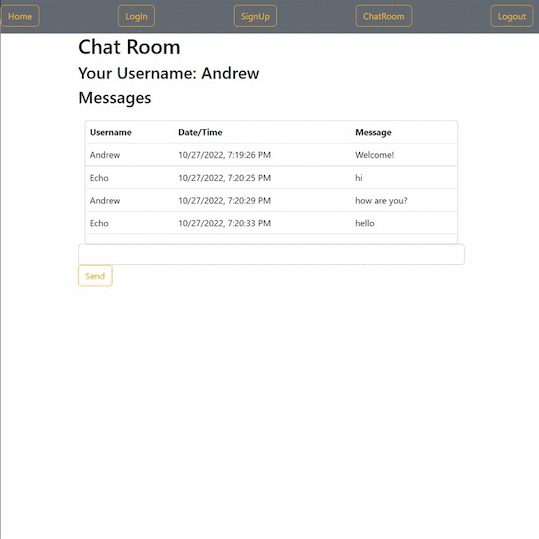 Home LogIn SignUp ChatRoom Logout
Chat Room
Your Username: Andrew
Messages
Username Date/Time Message
Andrew 10/27/2022, 7:19:26 PM Welcome!
Echo 10/27/2022, 7:20:25 PM hi
Andrew 10/27/2022, 7:20:29 PM how are you?
Echo 10/27/2022, 7:20:33 PM hello
Send